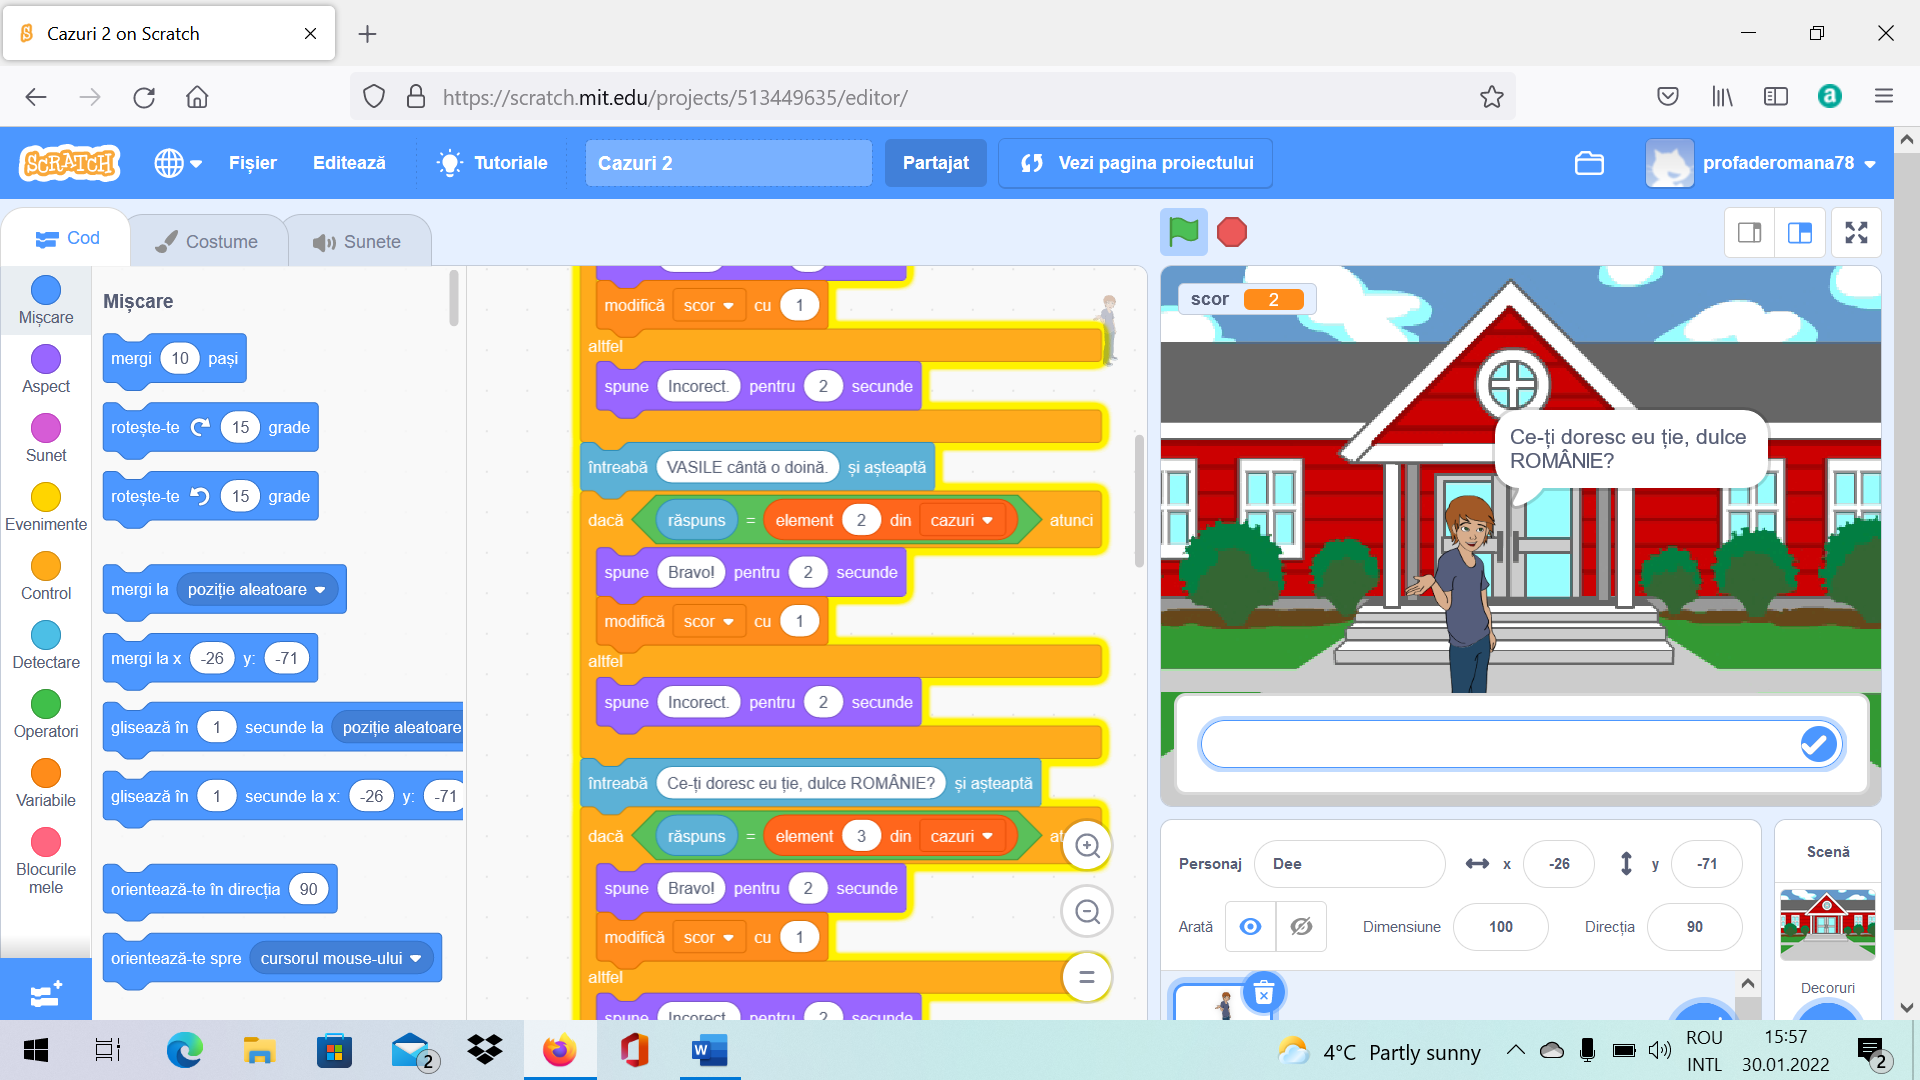 Cazuri 2 on Scratch
https://scratch.mit.edu/projects/513449635/editor/
a
SCRATCH Fișier Editează Tutoriale Cazuri 2 Partajat Vezi pagina proiectului profaderomana78
Cod Costume Sunete
Mișcare
Aspect
Sunet
Evenimente
Control
Detectare
Operatori
Variabile
Blocurile
mele
Mișcare
mergi 10 pași
rotește-te 15 grade
rotește-te 15 grade
mergi la poziție aleatoare
mergi la x -26 y: -71
glisează în 1 secunde la poziție aleatoare
glisează în 1 secunde la x: -26 y: -71
orientează-te în direcția 90
orientează-te spre cursorul mouse-ului
modifică scor cu 1
altfel
spune Incorect. pentru 2 secunde
întreabă VASILE cântă o doină. și așteaptă
dacă răspuns = element 2 din cazuri atunci
spune Bravo! pentru 2 secunde
modifică scor cu 1
altfel
spune Incorect. pentru 2 secunde
întreabă Ce-ți doresc eu ție, dulce ROMÂNIE? și așteaptă
dacă răspuns = element 3 din cazuri
spune Bravo! pentru 2 secunde
modifică scor cu 1
altfel
spune Incorect. pentru 2 secunde
scor 2
Ce-ți doresc eu ție, dulce
ROMÂNIE?
Personaj Dee x -26 y -71
Arată Dimensiune 100 Direcția 90
Scenă
Decoruri
2 W 4°C Partly sunny
ROU
INTL
15:57
30.01.2022
2